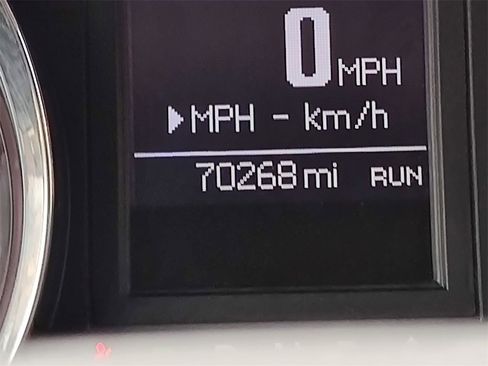 0 MPH
▶MPH - km/h
70268 mi RUN